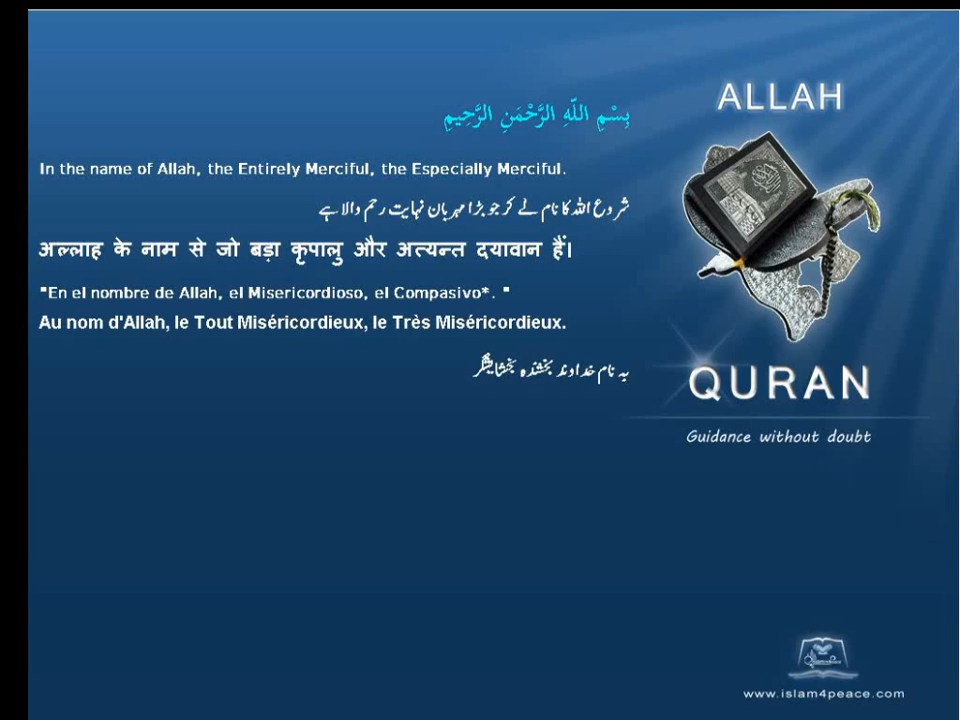 بِسْمِ اللّهِ الرَّحْمَنِ الرَّحِيمِ
In the name of Allah, the Entirely Merciful, the Especially Merciful.
شروع الله کا نام لے کر جو بڑا مہربان نہایت رحم والا ہے
अल्लाह के नाम से जो बड़ा कृपालु और अत्यन्त दयावान हैं।
"En el nombre de Allah, el Misericordioso, el Compasivo*. "
Au nom d'Allah, le Tout Miséricordieux, le Très Miséricordieux.
به نام خداوند بخشنده بخشایشگر
ALLAH
QURAN
Guidance without doubt
www.islam4peace.com